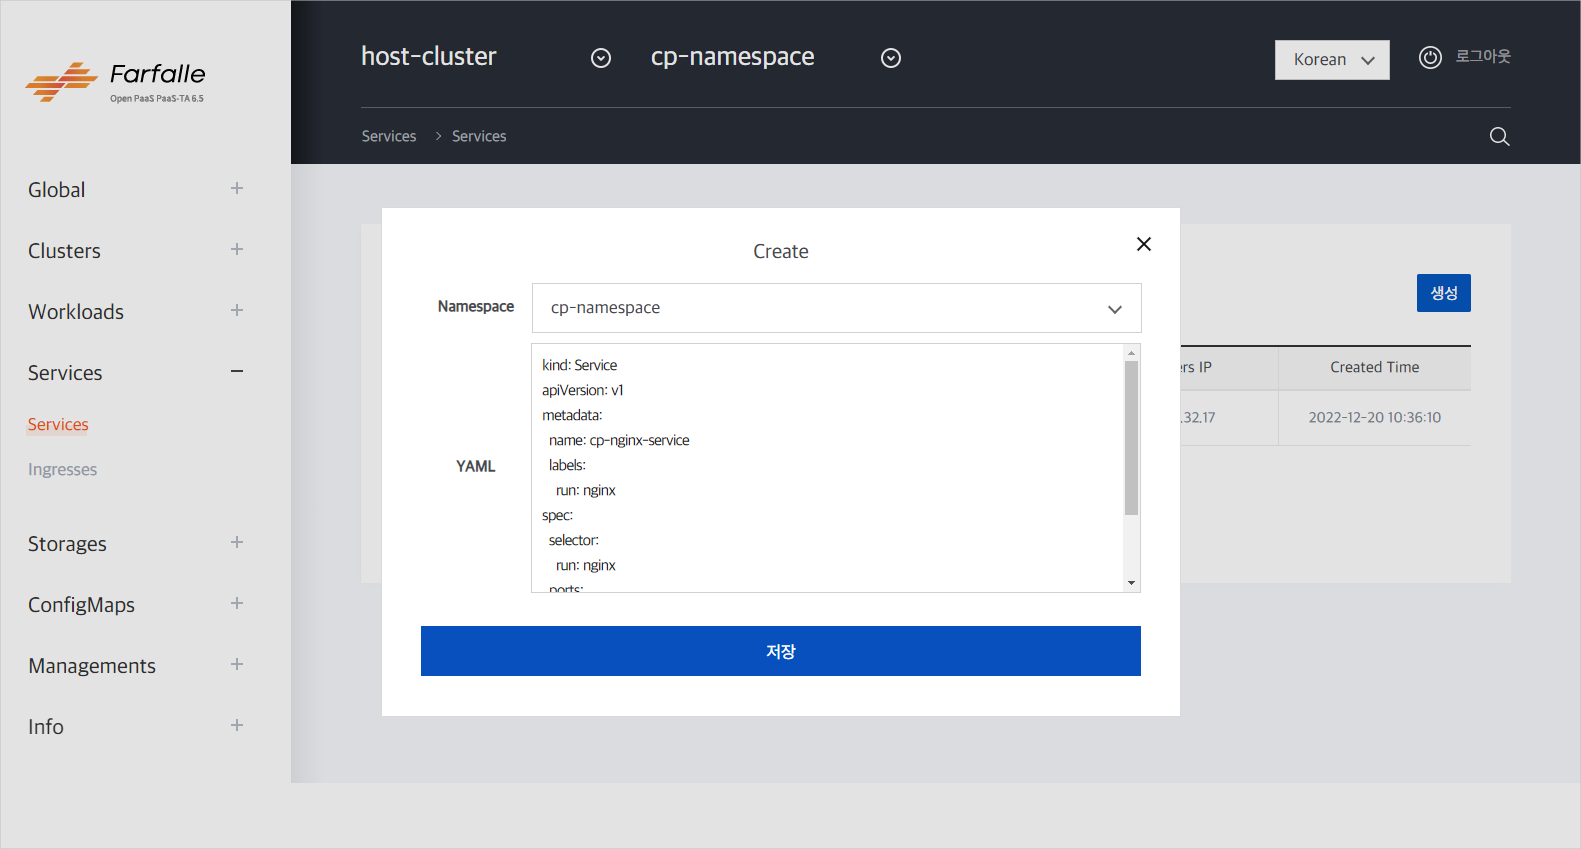 Farfalle
Open PaaS PaaS-TA 6.5
host-cluster
cp-namespace
Korean
로그아웃
Services > Services
Global
Clusters
Workloads
Services
Services
Ingresses
Storages
ConfigMaps
Managements
Info
Create
Namespace
cp-namespace
YAML
kind: Service
apiVersion: v1
metadata:
  name: cp-nginx-service
  labels:
    run: nginx
spec:
  selector:
    run: nginx
  ports:
저장
생성
rs IP
Created Time
.32.17
2022-12-20 10:36:10